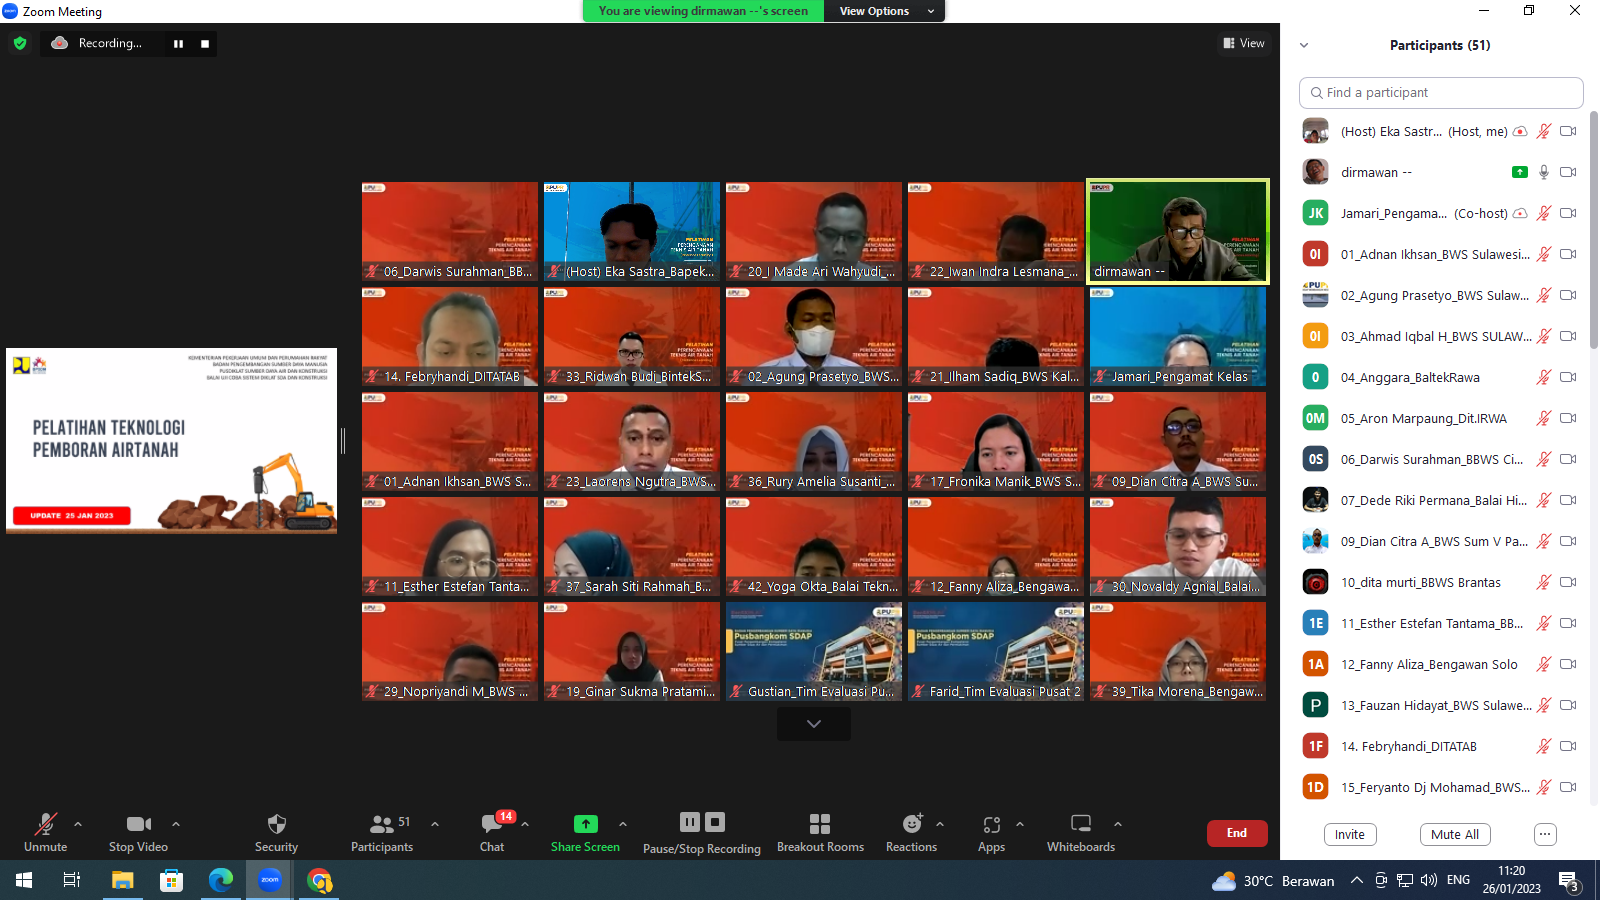 Zoom Meeting
You are viewing dirmawan --'s screen
View Options
Recording...
View
KEMENTERIAN PEKERJAAN UMUM DAN PERUMAHAN RAKYAT
BADAN PENGEMBANGAN SUMBER DAYA MANUSIA
PUSDIKLAT SUMBER DAYA AIR DAN KONSTRUKSI
BALAI UJI COBA SISTEM DIKLAT SDA DAN KONSTRUKSI
PELATIHAN TEKNOLOGI
PEMBORAN AIRTANAH
UPDATE 25 JAN 2023
06_Darwis Surahman_BB...
(Host) Eka Sastra_Bapek...
20_I Made Ari Wahyudi_...
22_Iwan Indra Lesmana_...
dirmawan --
14. Febryhandi_DITATAB
33_Ridwan Budi_BintekS...
02_Agung Prasetyo_BWS...
21_Ilham Sadiq_BWS Kal...
Jamari_Pengamat Kelas
01_Adnan Ikhsan_BWS S...
23_Laorens Ngutra_BWS...
36_Rury Amelia Susanti_...
17_Fronika Manik_BWS S...
09_Dian Citra A_BWS Su...
11_Esther Estefan Tanta...
37_Sarah Siti Rahmah_B...
42_Yoga Okta_Balai Tekn...
12_Fanny Aliza_Bengawa...
30_Novaldy Agnial_Balai...
29_Nopriyandi M_BWS ...
19_Ginar Sukma Pratami...
Pusbangkom SDAP
Gustian_Tim Evaluasi Pu...
Pusbangkom SDAP
Farid_Tim Evaluasi Pusat 2
39_Tika Morena_Bengaw...
PELATIHAN
PERENCANAAN
TEKNIS AIR TANAH
Participants (51)
Find a participant
(Host) Eka Sastr... (Host, me)
dirmawan --
JK Jamari_Pengama... (Co-host)
0I 01_Adnan Ikhsan_BWS Sulawesi...
02_Agung Prasetyo_BWS Sulaw...
0I 03_Ahmad Iqbal H_BWS SULAW...
0 04_Anggara_BaltekRawa
0M 05_Aron Marpaung_Dit.IRWA
0S 06_Darwis Surahman_BBWS Ci...
07_Dede Riki Permana_Balai Hi...
09_Dian Citra A_BWS Sum V Pa...
10_dita murti_BBWS Brantas
1E 11_Esther Estefan Tantama_BB...
1A 12_Fanny Aliza_Bengawan Solo
P 13_Fauzan Hidayat_BWS Sulawe...
1F 14. Febryhandi_DITATAB
1D 15_Feryanto Dj Mohamad_BWS...
Invite
Mute All
Unmute
Stop Video
Security
51
Participants
14
Chat
Share Screen
Pause/Stop Recording
Breakout Rooms
Reactions
Apps
Whiteboards
End
zoom
30°C Berawan
ENG
11:20
26/01/2023
3